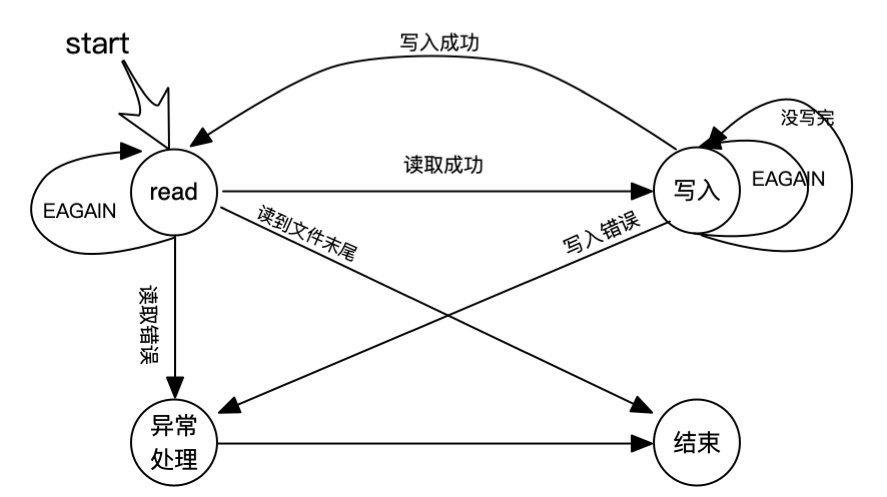 start
写入成功
没写完
读取成功
EAGAIN
read
写入
EAGAIN
读到文件末尾
写入错误
读取错误
异常
处理
结束